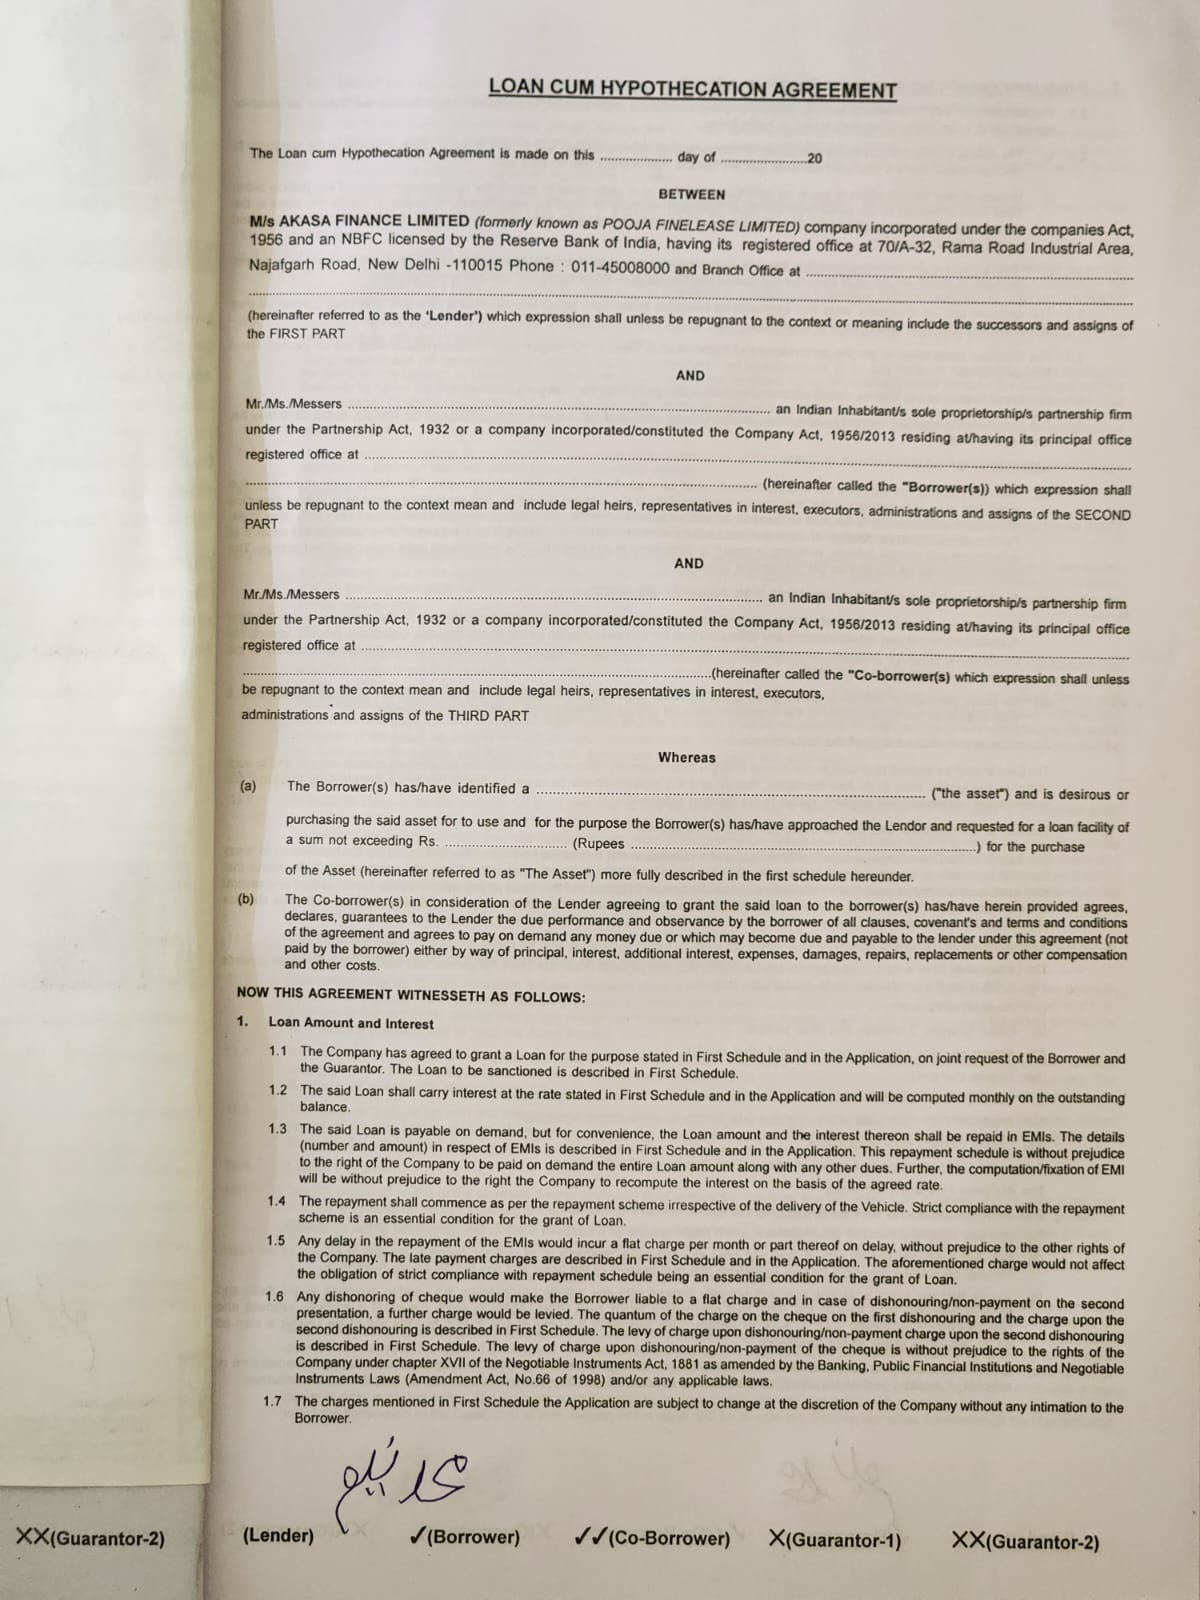 LOAN CUM HYPOTHECATION AGREEMENT
The Loan cum Hypothecation Agreement is made on this ................... day of .......................20
BETWEEN
M/s AKASA FINANCE LIMITED (formerly known as POOJA FINELEASE LIMITED) company incorporated under the companies Act,
1956 and an NBFC licensed by the Reserve Bank of India, having its registered office at 70/A-32, Rama Road Industrial Area,
Najafgarh Road, New Delhi -110015 Phone : 011-45008000 and Branch Office at ..........
..........
(hereinafter referred to as the 'Lender') which expression shall unless be repugnant to the context or meaning include the successors and assigns of
the FIRST PART
AND
Mr./Ms./Messers .......... an Indian Inhabitant/s sole proprietorship/s partnership firm
under the Partnership Act, 1932 or a company incorporated/constituted the Company Act, 1956/2013 residing at/having its principal office
registered office at ..........
.......... (hereinafter called the "Borrower(s)) which expression shall
unless be repugnant to the context mean and include legal heirs, representatives in interest, executors, administrations and assigns of the SECOND
PART
AND
Mr./Ms./Messers .......... an Indian Inhabitant/s sole proprietorship/s partnership firm
under the Partnership Act, 1932 or a company incorporated/constituted the Company Act, 1956/2013 residing at/having its principal office
registered office at ..........
..........(hereinafter called the "Co-borrower(s) which expression shall unless
be repugnant to the context mean and include legal heirs, representatives in interest, executors,
administrations and assigns of the THIRD PART
Whereas
(a) The Borrower(s) has/have identified a .......... ("the asset") and is desirous or
purchasing the said asset for to use and for the purpose the Borrower(s) has/have approached the Lendor and requested for a loan facility of
a sum not exceeding Rs. .......... (Rupees ..........) for the purchase
of the Asset (hereinafter referred to as "The Asset") more fully described in the first schedule hereunder.
(b) The Co-borrower(s) in consideration of the Lender agreeing to grant the said loan to the borrower(s) has/have herein provided agrees,
declares, guarantees to the Lender the due performance and observance by the borrower of all clauses, covenant's and terms and conditions
of the agreement and agrees to pay on demand any money due or which may become due and payable to the lender under this agreement (not
paid by the borrower) either by way of principal, interest, additional interest, expenses, damages, repairs, replacements or other compensation
and other costs.
NOW THIS AGREEMENT WITNESSETH AS FOLLOWS:
1. Loan Amount and Interest
1.1 The Company has agreed to grant a Loan for the purpose stated in First Schedule and in the Application, on joint request of the Borrower and
the Guarantor. The Loan to be sanctioned is described in First Schedule.
1.2 The said Loan shall carry interest at the rate stated in First Schedule and in the Application and will be computed monthly on the outstanding
balance.
1.3 The said Loan is payable on demand, but for convenience, the Loan amount and the interest thereon shall be repaid in EMIs. The details
(number and amount) in respect of EMIs is described in First Schedule and in the Application. This repayment schedule is without prejudice
to the right of the Company to be paid on demand the entire Loan amount along with any other dues. Further, the computation/fixation of EMI
will be without prejudice to the right the Company to recompute the interest on the basis of the agreed rate.
1.4 The repayment shall commence as per the repayment scheme irrespective of the delivery of the Vehicle. Strict compliance with the repayment
scheme is an essential condition for the grant of Loan.
1.5 Any delay in the repayment of the EMIs would incur a flat charge per month or part thereof on delay, without prejudice to the other rights of
the Company. The late payment charges are described in First Schedule and in the Application. The aforementioned charge would not affect
the obligation of strict compliance with repayment schedule being an essential condition for the grant of Loan.
1.6 Any dishonoring of cheque would make the Borrower liable to a flat charge and in case of dishonouring/non-payment on the second
presentation, a further charge would be levied. The quantum of the charge on the cheque on the first dishonouring and the charge upon the
second dishonouring is described in First Schedule. The levy of charge upon dishonouring/non-payment charge upon the second dishonouring
is described in First Schedule. The levy of charge upon dishonouring/non-payment of the cheque is without prejudice to the rights of the
Company under chapter XVII of the Negotiable Instruments Act, 1881 as amended by the Banking, Public Financial Institutions and Negotiable
Instruments Laws (Amendment Act, No.66 of 1998) and/or any applicable laws.
1.7 The charges mentioned in First Schedule the Application are subject to change at the discretion of the Company without any intimation to the
Borrower.
XX(Guarantor-2) (Lender) ✓(Borrower) ✓✓(Co-Borrower) X(Guarantor-1) XX(Guarantor-2)